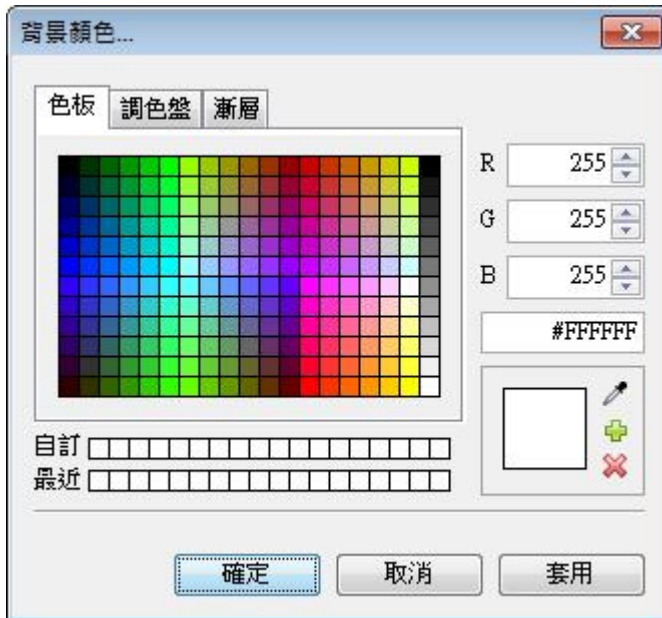 背景顏色...
色板 調色盤 漸層
R 255
G 255
B 255
#FFFFFF
自訂
最近
確定 取消 套用